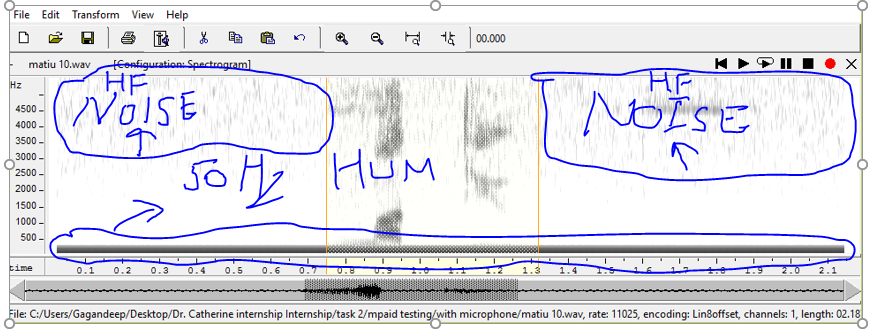 File Edit Transform View Help
00.000
matiu 10.wav [Configuration: Spectrogram]
Hz
HF
NOISE
HF
NOISE
4500
4000
3500
3000
2500
50HZ HUM
2000
1500
1000
500
time 0.1 0.2 0.3 0.4 0.5 0.6 0.7 0.8 0.9 1.0 1.1 1.2 1.3 1.4 1.5 1.6 1.7 1.8 1.9 2.0 2.1
File: C:/Users/Gagandeep/Desktop/Dr. Catherine internship Internship/task 2/mpaid testing/with microphone/matiu 10.wav, rate: 11025, encoding: Lin8offset, channels: 1, length: 02.18